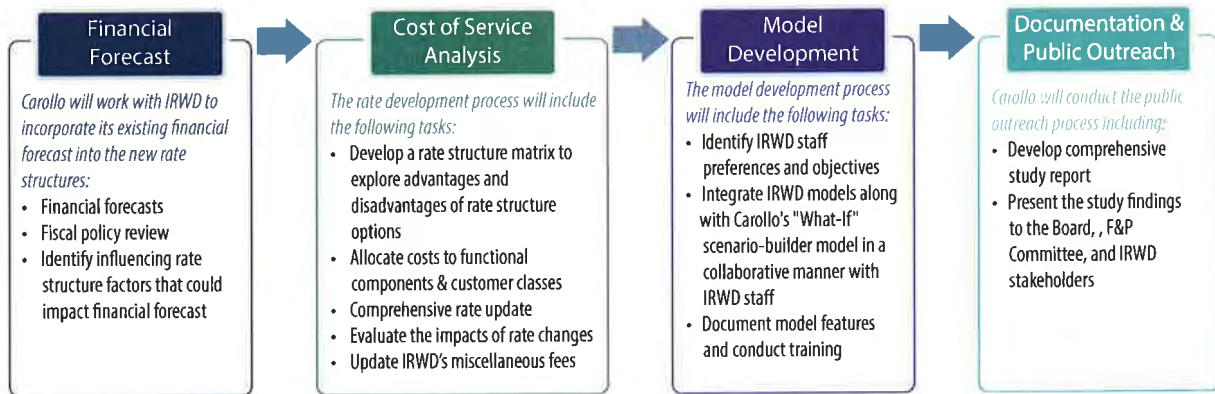 Financial
Forecast
Carollo will work with IRWD to
incorporate its existing financial
forecast into the new rate
structures:
• Financial forecasts
• Fiscal policy review
• Identify influencing rate
structure factors that could
impact financial forecast
Cost of Service
Analysis
The rate development process will include
the following tasks:
• Develop a rate structure matrix to
explore advantages and
disadvantages of rate structure
options
• Allocate costs to functional
components & customer classes
• Comprehensive rate update
• Evaluate the impacts of rate changes
• Update IRWD's miscellaneous fees
Model
Development
The model development process
will include the following tasks:
• Identify IRWD staff
preferences and objectives
• Integrate IRWD models along
with Carollo's "What-If"
scenario-builder model in a
collaborative manner with
IRWD staff
• Document model features
and conduct training
Documentation &
Public Outreach
Carollo will conduct the public
outreach process including:
• Develop comprehensive
study report
• Present the study findings
to the Board, , F&P
Committee, and IRWD
stakeholders